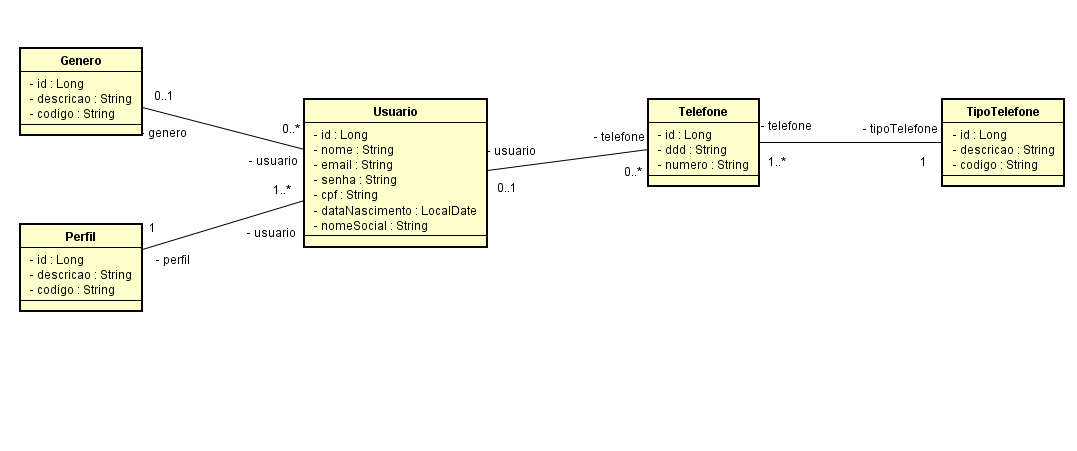 Genero
- id : Long
- descricao : String
- codigo : String
0..1
- genero
0..*
- usuario
Perfil
- id : Long
- descricao : String
- codigo : String
1
- perfil
1..*
- usuario
Usuario
- id : Long
- nome : String
- email : String
- senha : String
- cpf : String
- dataNascimento : LocalDate
- nomeSocial : String
- usuario
0..1
- telefone
0..*
Telefone
- id : Long
- ddd : String
- numero : String
- telefone
1..*
- tipoTelefone
1
TipoTelefone
- id : Long
- descricao : String
- codigo : String